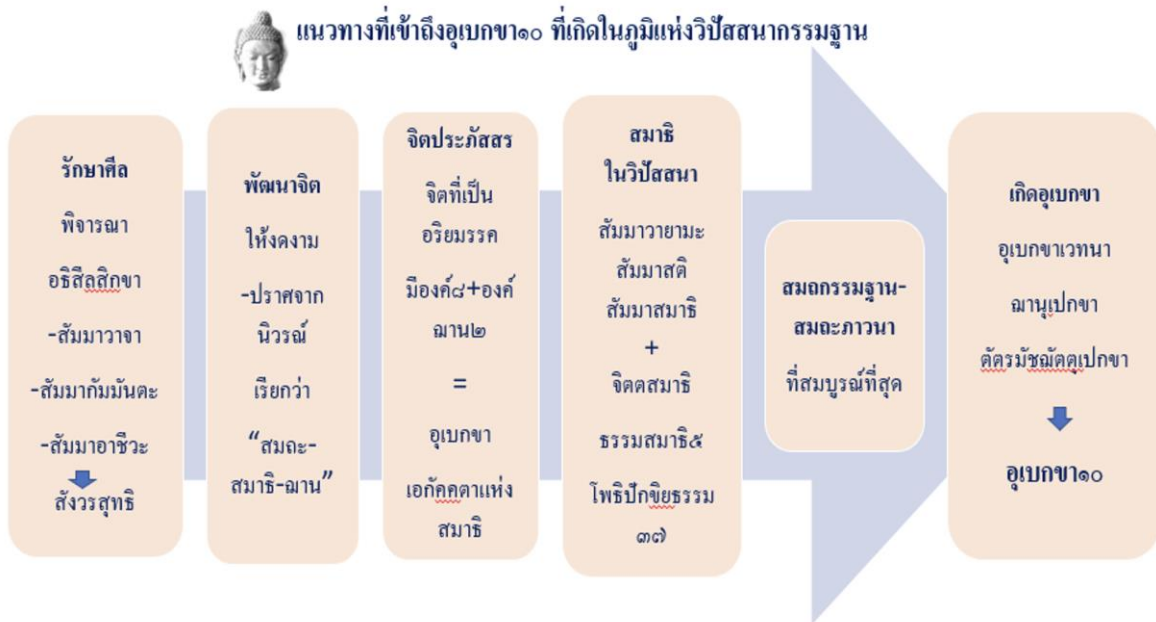 แนวทางที่เข้าถึงอุเบกขา๑๐ ที่เกิดในภูมิแห่งวิปัสสนากรรมฐาน
รักษาศีล
พิจารณา
อธิสีลสิกขา
-สัมมาวาจา
-สัมมากัมมันตะ
-สัมมาอาชีวะ
สังวรสุทธิ
พัฒนาจิต
ให้งดงาม
-ปราศจาก
นิวรณ์
เรียกว่า
“สมถะ-
สมาธิ-ฌาน”
จิตประภัสสร
จิตที่เป็น
อริยมรรค
มีองค์๘+องค์
ฌาน๒
=
อุเบกขา
เอกัคคตาแห่ง
สมาธิ
สมาธิ
ในวิปัสสนา
สัมมาวายามะ
สัมมาสติ
สัมมาสมาธิ
+
จิตตสมาธิ
ธรรมสมาธิ๕
โพธิปักขิยธรรม
๓๗
สมถกรรมฐาน-
สมถะภาวนา
ที่สมบูรณ์ที่สุด
เกิดอุเบกขา
อุเบกขาเวทนา
ฌานุเปกขา
ตัตรมัชฌัตตุเปกขา
อุเบกขา๑๐